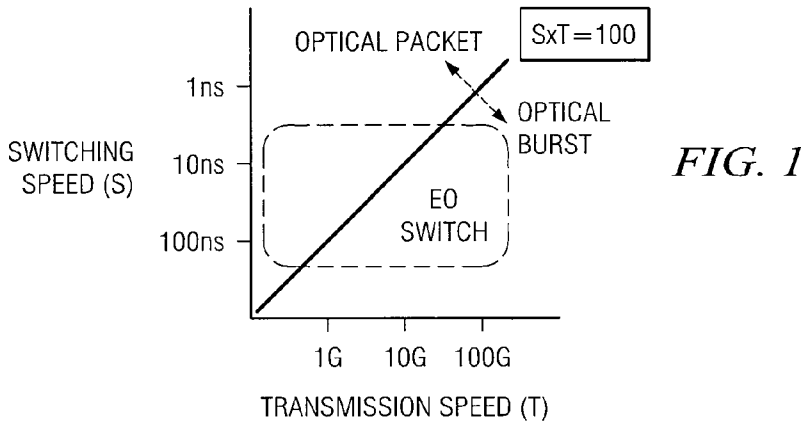 OPTICAL PACKET
SxT=100
1ns
OPTICAL
BURST
SWITCHING
SPEED (S)
10ns
FIG. 1
EO
SWITCH
100ns
1G 10G 100G
TRANSMISSION SPEED (T)